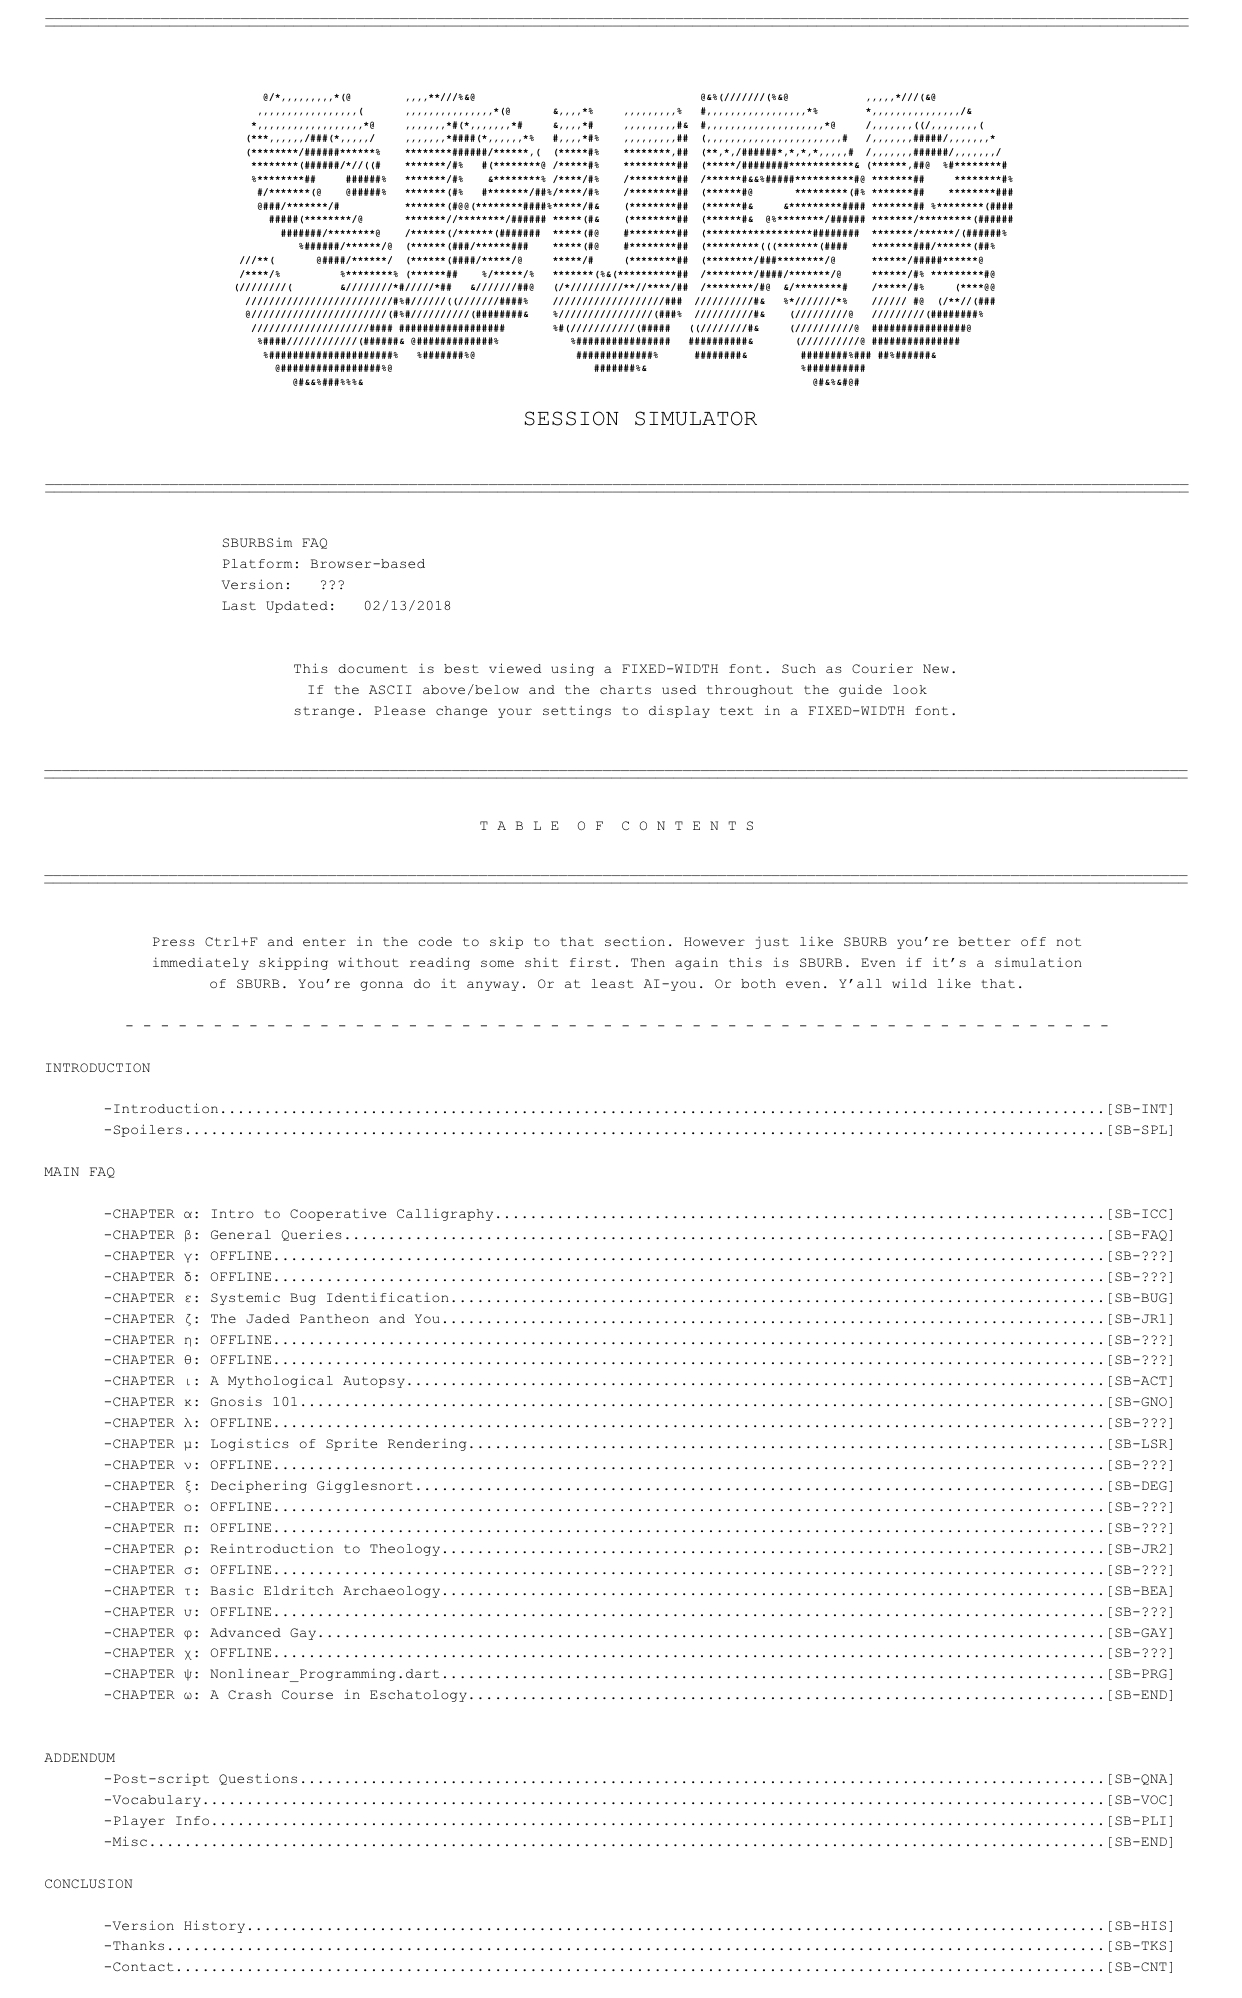 SBURB
SESSION SIMULATOR
SBURBSim FAQ
Platform: Browser-based
Version: ???
Last Updated: 02/13/2018
This document is best viewed using a FIXED-WIDTH font. Such as Courier New.
If the ASCII above/below and the charts used throughout the guide look
strange. Please change your settings to display text in a FIXED-WIDTH font.
T A B L E O F C O N T E N T S
Press Ctrl+F and enter in the code to skip to that section. However just like SBURB you’re better off not
immediately skipping without reading some shit first. Then again this is SBURB. Even if it’s a simulation
of SBURB. You’re gonna do it anyway. Or at least AI-you. Or both even. Y’all wild like that.
INTRODUCTION
-Introduction....................................................................................................[SB-INT]
-Spoilers........................................................................................................[SB-SPL]
MAIN FAQ
-CHAPTER α: Intro to Cooperative Calligraphy.....................................................................[SB-ICC]
-CHAPTER β: General Queries......................................................................................[SB-FAQ]
-CHAPTER γ: OFFLINE..............................................................................................[SB-???]
-CHAPTER δ: OFFLINE..............................................................................................[SB-???]
-CHAPTER ε: Systemic Bug Identification..........................................................................[SB-BUG]
-CHAPTER ζ: The Jaded Pantheon and You...........................................................................[SB-JR1]
-CHAPTER η: OFFLINE..............................................................................................[SB-???]
-CHAPTER θ: OFFLINE..............................................................................................[SB-???]
-CHAPTER ι: A Mythological Autopsy...............................................................................[SB-ACT]
-CHAPTER κ: Gnosis 101...........................................................................................[SB-GNO]
-CHAPTER λ: OFFLINE..............................................................................................[SB-???]
-CHAPTER μ: Logistics of Sprite Rendering........................................................................[SB-LSR]
-CHAPTER ν: OFFLINE..............................................................................................[SB-???]
-CHAPTER ξ: Deciphering Gigglesnort..............................................................................[SB-DEG]
-CHAPTER ο: OFFLINE..............................................................................................[SB-???]
-CHAPTER π: OFFLINE..............................................................................................[SB-???]
-CHAPTER ρ: Reintroduction to Theology...........................................................................[SB-JR2]
-CHAPTER σ: OFFLINE..............................................................................................[SB-???]
-CHAPTER τ: Basic Eldritch Archaeology...........................................................................[SB-BEA]
-CHAPTER υ: OFFLINE..............................................................................................[SB-???]
-CHAPTER φ: Advanced Gay.........................................................................................[SB-GAY]
-CHAPTER χ: OFFLINE..............................................................................................[SB-???]
-CHAPTER ψ: Nonlinear_Programming.dart...........................................................................[SB-PRG]
-CHAPTER ω: A Crash Course in Eschatology........................................................................[SB-END]
ADDENDUM
-Post-script Questions...........................................................................................[SB-QNA]
-Vocabulary......................................................................................................[SB-VOC]
-Player Info.....................................................................................................[SB-PLI]
-Misc............................................................................................................[SB-END]
CONCLUSION
-Version History.................................................................................................[SB-HIS]
-Thanks..........................................................................................................[SB-TKS]
-Contact.........................................................................................................[SB-CNT]